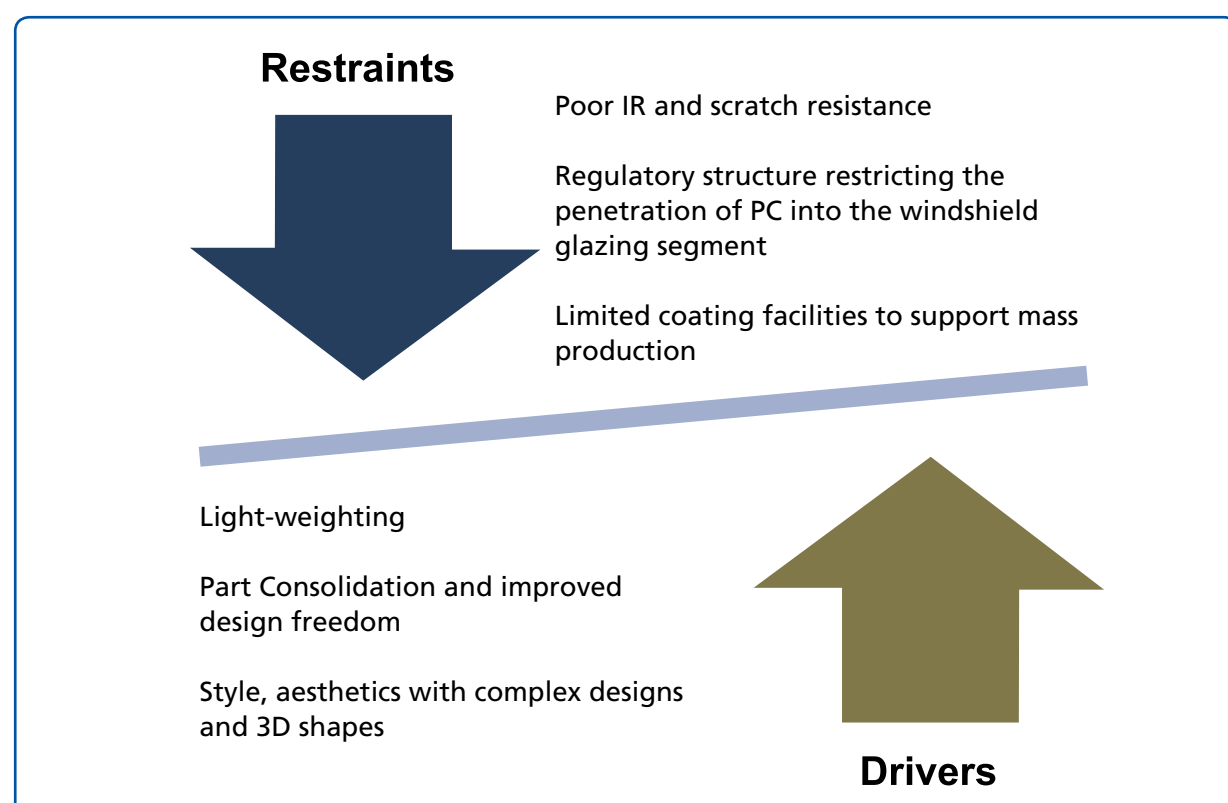 Restraints
Poor IR and scratch resistance
Regulatory structure restricting the
penetration of PC into the windshield
glazing segment
Limited coating facilities to support mass
production
Light-weighting
Part Consolidation and improved
design freedom
Style, aesthetics with complex designs
and 3D shapes
Drivers